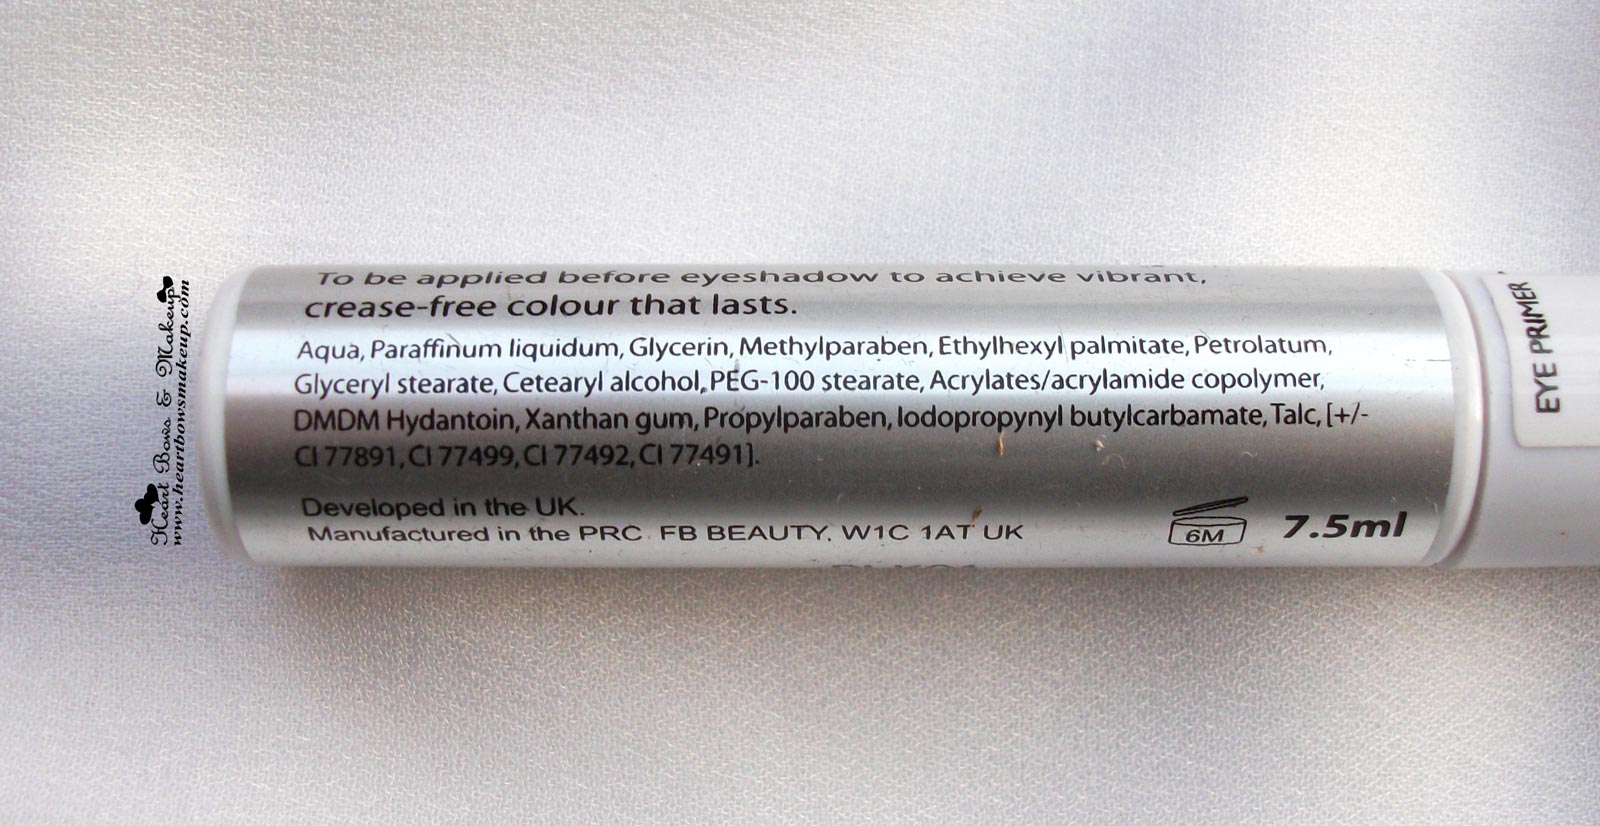 To be applied before eyeshadow to achieve vibrant,
crease-free colour that lasts.
Aqua, Paraffinum liquidum, Glycerin, Methylparaben, Ethylhexyl palmitate, Petrolatum,
Glyceryl stearate, Cetearyl alcohol, PEG-100 stearate, Acrylates/acrylamide copolymer,
DMDM Hydantoin, Xanthan gum, Propylparaben, Iodopropynyl butylcarbamate, Talc, [+/-
CI 77891, CI 77499, CI 77492, CI 77491].
Developed in the UK.
Manufactured in the PRC. FB BEAUTY. W1C 1AT UK
6M
7.5ml
EYE PRIMER
Heart Bows & Makeup
www.heartbowsmakeup.com